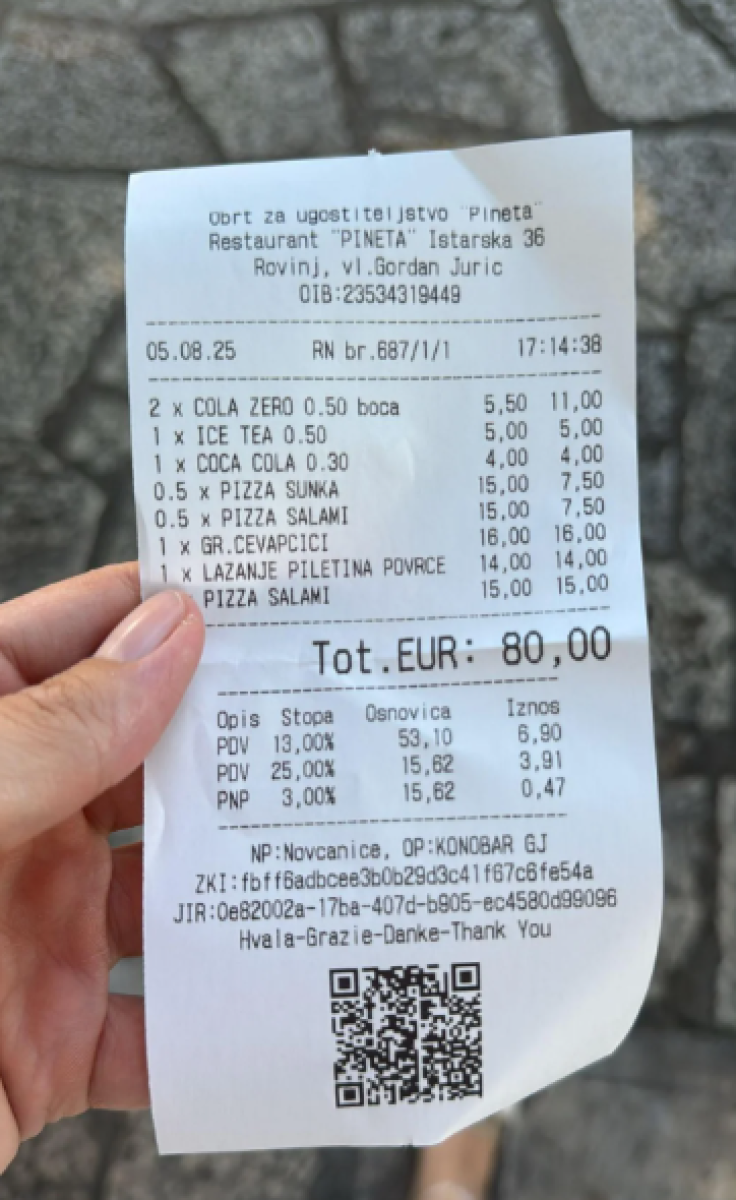 Obrt za ugostiteljstvo "Pineta"
Restaurant "PINETA" Istarska 36
Rovinj, vl.Gordan Juric
OIB:23534319449
05.08.25 RN br.687/1/1 17:14:38
2 x COLA ZERO 0.50 boca 5,50 11,00
1 x ICE TEA 0.50 5,00 5,00
1 x COCA COLA 0.30 4,00 4,00
0.5 x PIZZA SUNKA 15,00 7,50
0.5 x PIZZA SALAMI 15,00 7,50
1 x GR.CEVAPCICI 16,00 16,00
1 x LAZANJE PILETINA POVRCE 14,00 14,00
PIZZA SALAMI 15,00 15,00
Tot.EUR: 80,00
Opis Stopa Osnovica Iznos
PDV 13,00% 53,10 6,90
PDV 25,00% 15,62 3,91
PNP 3,00% 15,62 0,47
NP:Novcanice, OP:KONOBAR GJ
ZKI:fbff6adbcee3b0b29d3c41f67c6fe54a
JIR:0e82002a-17ba-407d-b905-ec4580d99096
Hvala-Grazie-Danke-Thank You